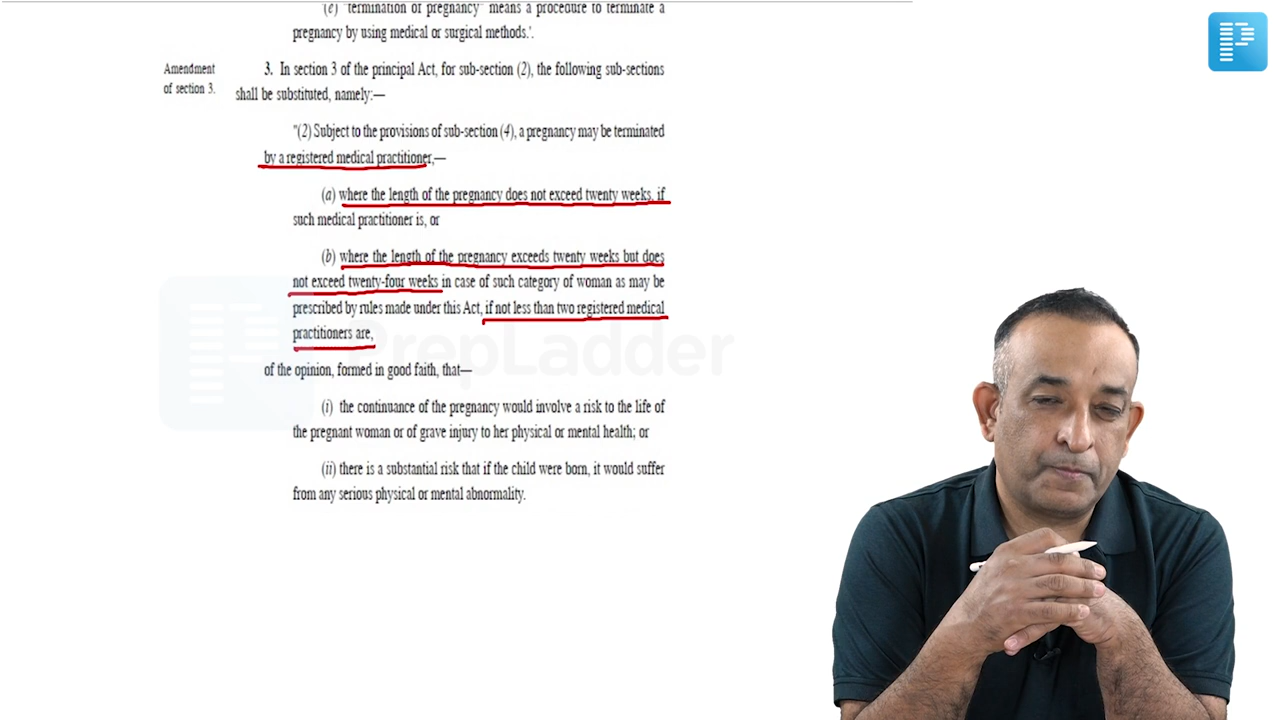 (e) "termination of pregnancy" means a procedure to terminate a
pregnancy by using medical or surgical methods.'.
Amendment
of section 3.
3. In section 3 of the principal Act, for sub-section (2), the following sub-sections
shall be substituted, namely:—
"(2) Subject to the provisions of sub-section (4), a pregnancy may be terminated
by a registered medical practitioner,—
(a) where the length of the pregnancy does not exceed twenty weeks, if
such medical practitioner is, or
(b) where the length of the pregnancy exceeds twenty weeks but does
not exceed twenty-four weeks in case of such category of woman as may be
prescribed by rules made under this Act, if not less than two registered medical
practitioners are,
PrepLadder
of the opinion, formed in good faith, that—
(i) the continuance of the pregnancy would involve a risk to the life of
the pregnant woman or of grave injury to her physical or mental health; or
(ii) there is a substantial risk that if the child were born, it would suffer
from any serious physical or mental abnormality.